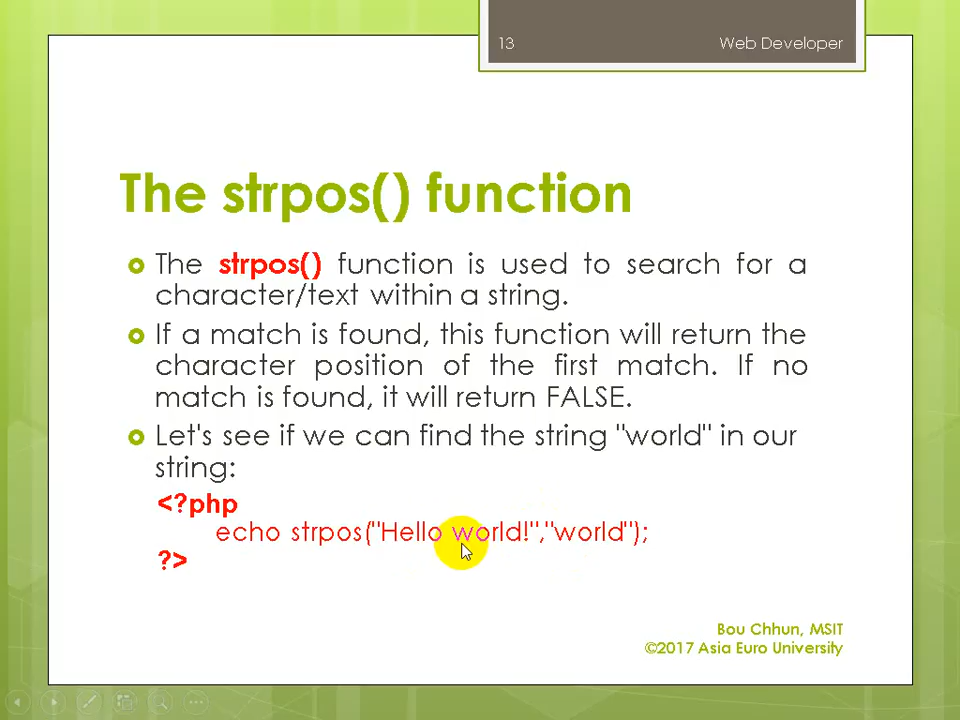 13
Web Developer
The strpos() function
The strpos() function is used to search for a
character/text within a string.
If a match is found, this function will return the
character position of the first match. If no
match is found, it will return FALSE.
Let's see if we can find the string "world" in our
string:
<?php
echo strpos("Hello world!","world");
?>
Bou Chhun, MSIT
©2017 Asia Euro University